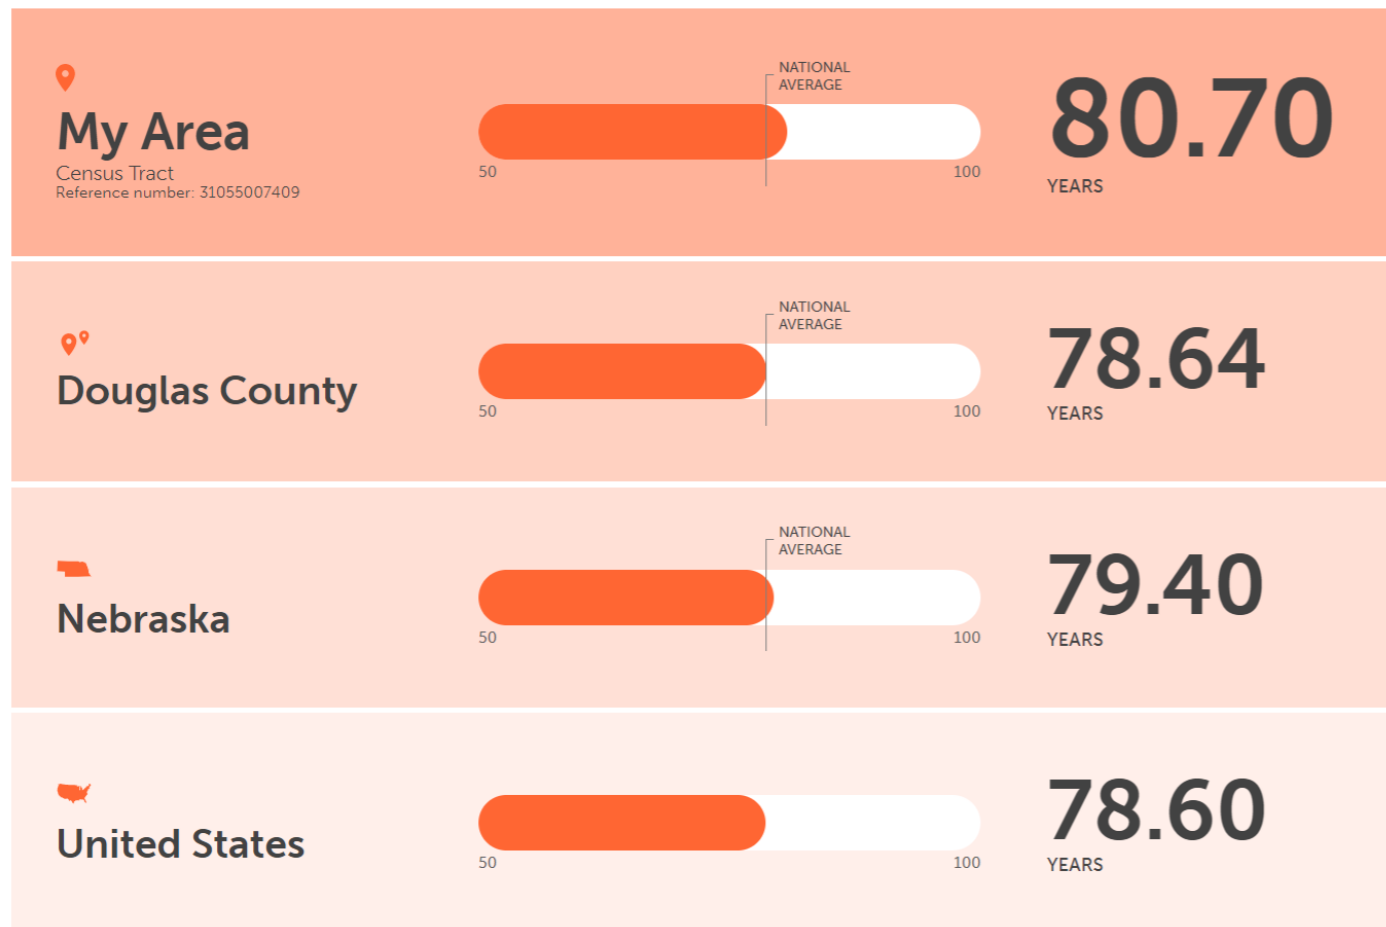 NATIONAL
AVERAGE
My Area
Census Tract
Reference number: 31055007409
50
100
80.70
YEARS
NATIONAL
AVERAGE
Douglas County
50
100
78.64
YEARS
NATIONAL
AVERAGE
Nebraska
50
100
79.40
YEARS
United States
50
100
78.60
YEARS